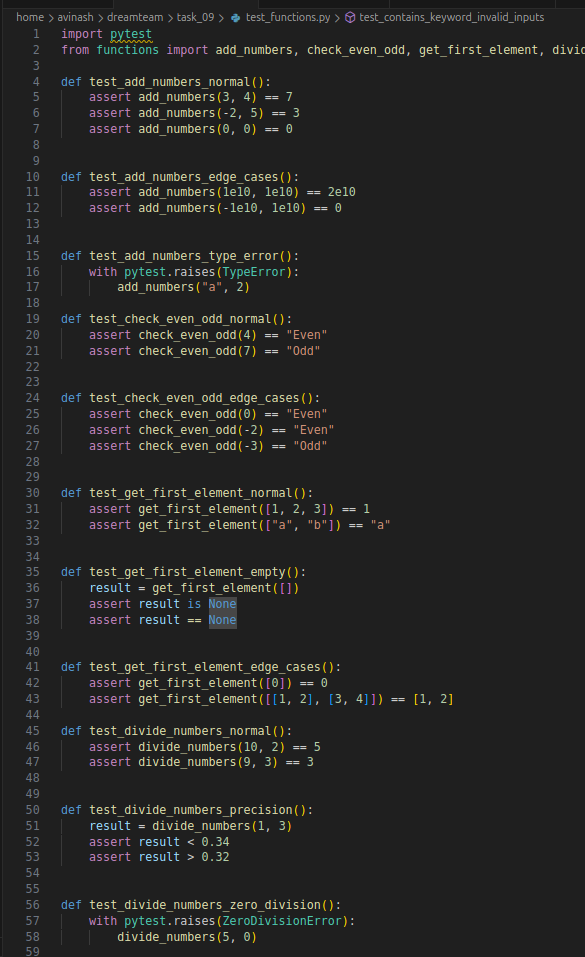 home > avinash > dreamteam > task_09 > test_functions.py > test_contains_keyword_invalid_inputs
1 import pytest
2 from functions import add_numbers, check_even_odd, get_first_element, divid
3
4 def test_add_numbers_normal():
5 assert add_numbers(3, 4) == 7
6 assert add_numbers(-2, 5) == 3
7 assert add_numbers(0, 0) == 0
8
9
10 def test_add_numbers_edge_cases():
11 assert add_numbers(1e10, 1e10) == 2e10
12 assert add_numbers(-1e10, 1e10) == 0
13
14
15 def test_add_numbers_type_error():
16 with pytest.raises(TypeError):
17 add_numbers("a", 2)
18
19 def test_check_even_odd_normal():
20 assert check_even_odd(4) == "Even"
21 assert check_even_odd(7) == "Odd"
22
23
24 def test_check_even_odd_edge_cases():
25 assert check_even_odd(0) == "Even"
26 assert check_even_odd(-2) == "Even"
27 assert check_even_odd(-3) == "Odd"
28
29
30 def test_get_first_element_normal():
31 assert get_first_element([1, 2, 3]) == 1
32 assert get_first_element(["a", "b"]) == "a"
33
34
35 def test_get_first_element_empty():
36 result = get_first_element([])
37 assert result is None
38 assert result == None
39
40
41 def test_get_first_element_edge_cases():
42 assert get_first_element([0]) == 0
43 assert get_first_element([[1, 2], [3, 4]]) == [1, 2]
44
45 def test_divide_numbers_normal():
46 assert divide_numbers(10, 2) == 5
47 assert divide_numbers(9, 3) == 3
48
49
50 def test_divide_numbers_precision():
51 result = divide_numbers(1, 3)
52 assert result < 0.34
53 assert result > 0.32
54
55
56 def test_divide_numbers_zero_division():
57 with pytest.raises(ZeroDivisionError):
58 divide_numbers(5, 0)
59